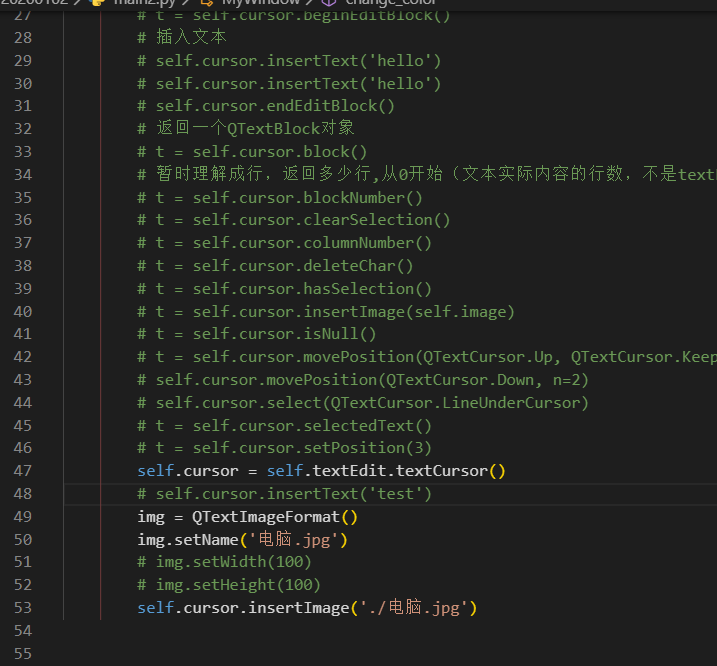 main2.py > MyWindow > change_color
27 # t = self.cursor.beginEditBlock()
28 # 插入文本
29 # self.cursor.insertText('hello')
30 # self.cursor.insertText('hello')
31 # self.cursor.endEditBlock()
32 # 返回一个QTextBlock对象
33 # t = self.cursor.block()
34 # 暂时理解成行，返回多少行,从0开始（文本实际内容的行数，不是text
35 # t = self.cursor.blockNumber()
36 # t = self.cursor.clearSelection()
37 # t = self.cursor.columnNumber()
38 # t = self.cursor.deleteChar()
39 # t = self.cursor.hasSelection()
40 # t = self.cursor.insertImage(self.image)
41 # t = self.cursor.isNull()
42 # t = self.cursor.movePosition(QTextCursor.Up, QTextCursor.Keep
43 # self.cursor.movePosition(QTextCursor.Down, n=2)
44 # self.cursor.select(QTextCursor.LineUnderCursor)
45 # t = self.cursor.selectedText()
46 # t = self.cursor.setPosition(3)
47 self.cursor = self.textEdit.textCursor()
48 # self.cursor.insertText('test')
49 img = QTextImageFormat()
50 img.setName('电脑.jpg')
51 # img.setWidth(100)
52 # img.setHeight(100)
53 self.cursor.insertImage('./电脑.jpg')
54
55